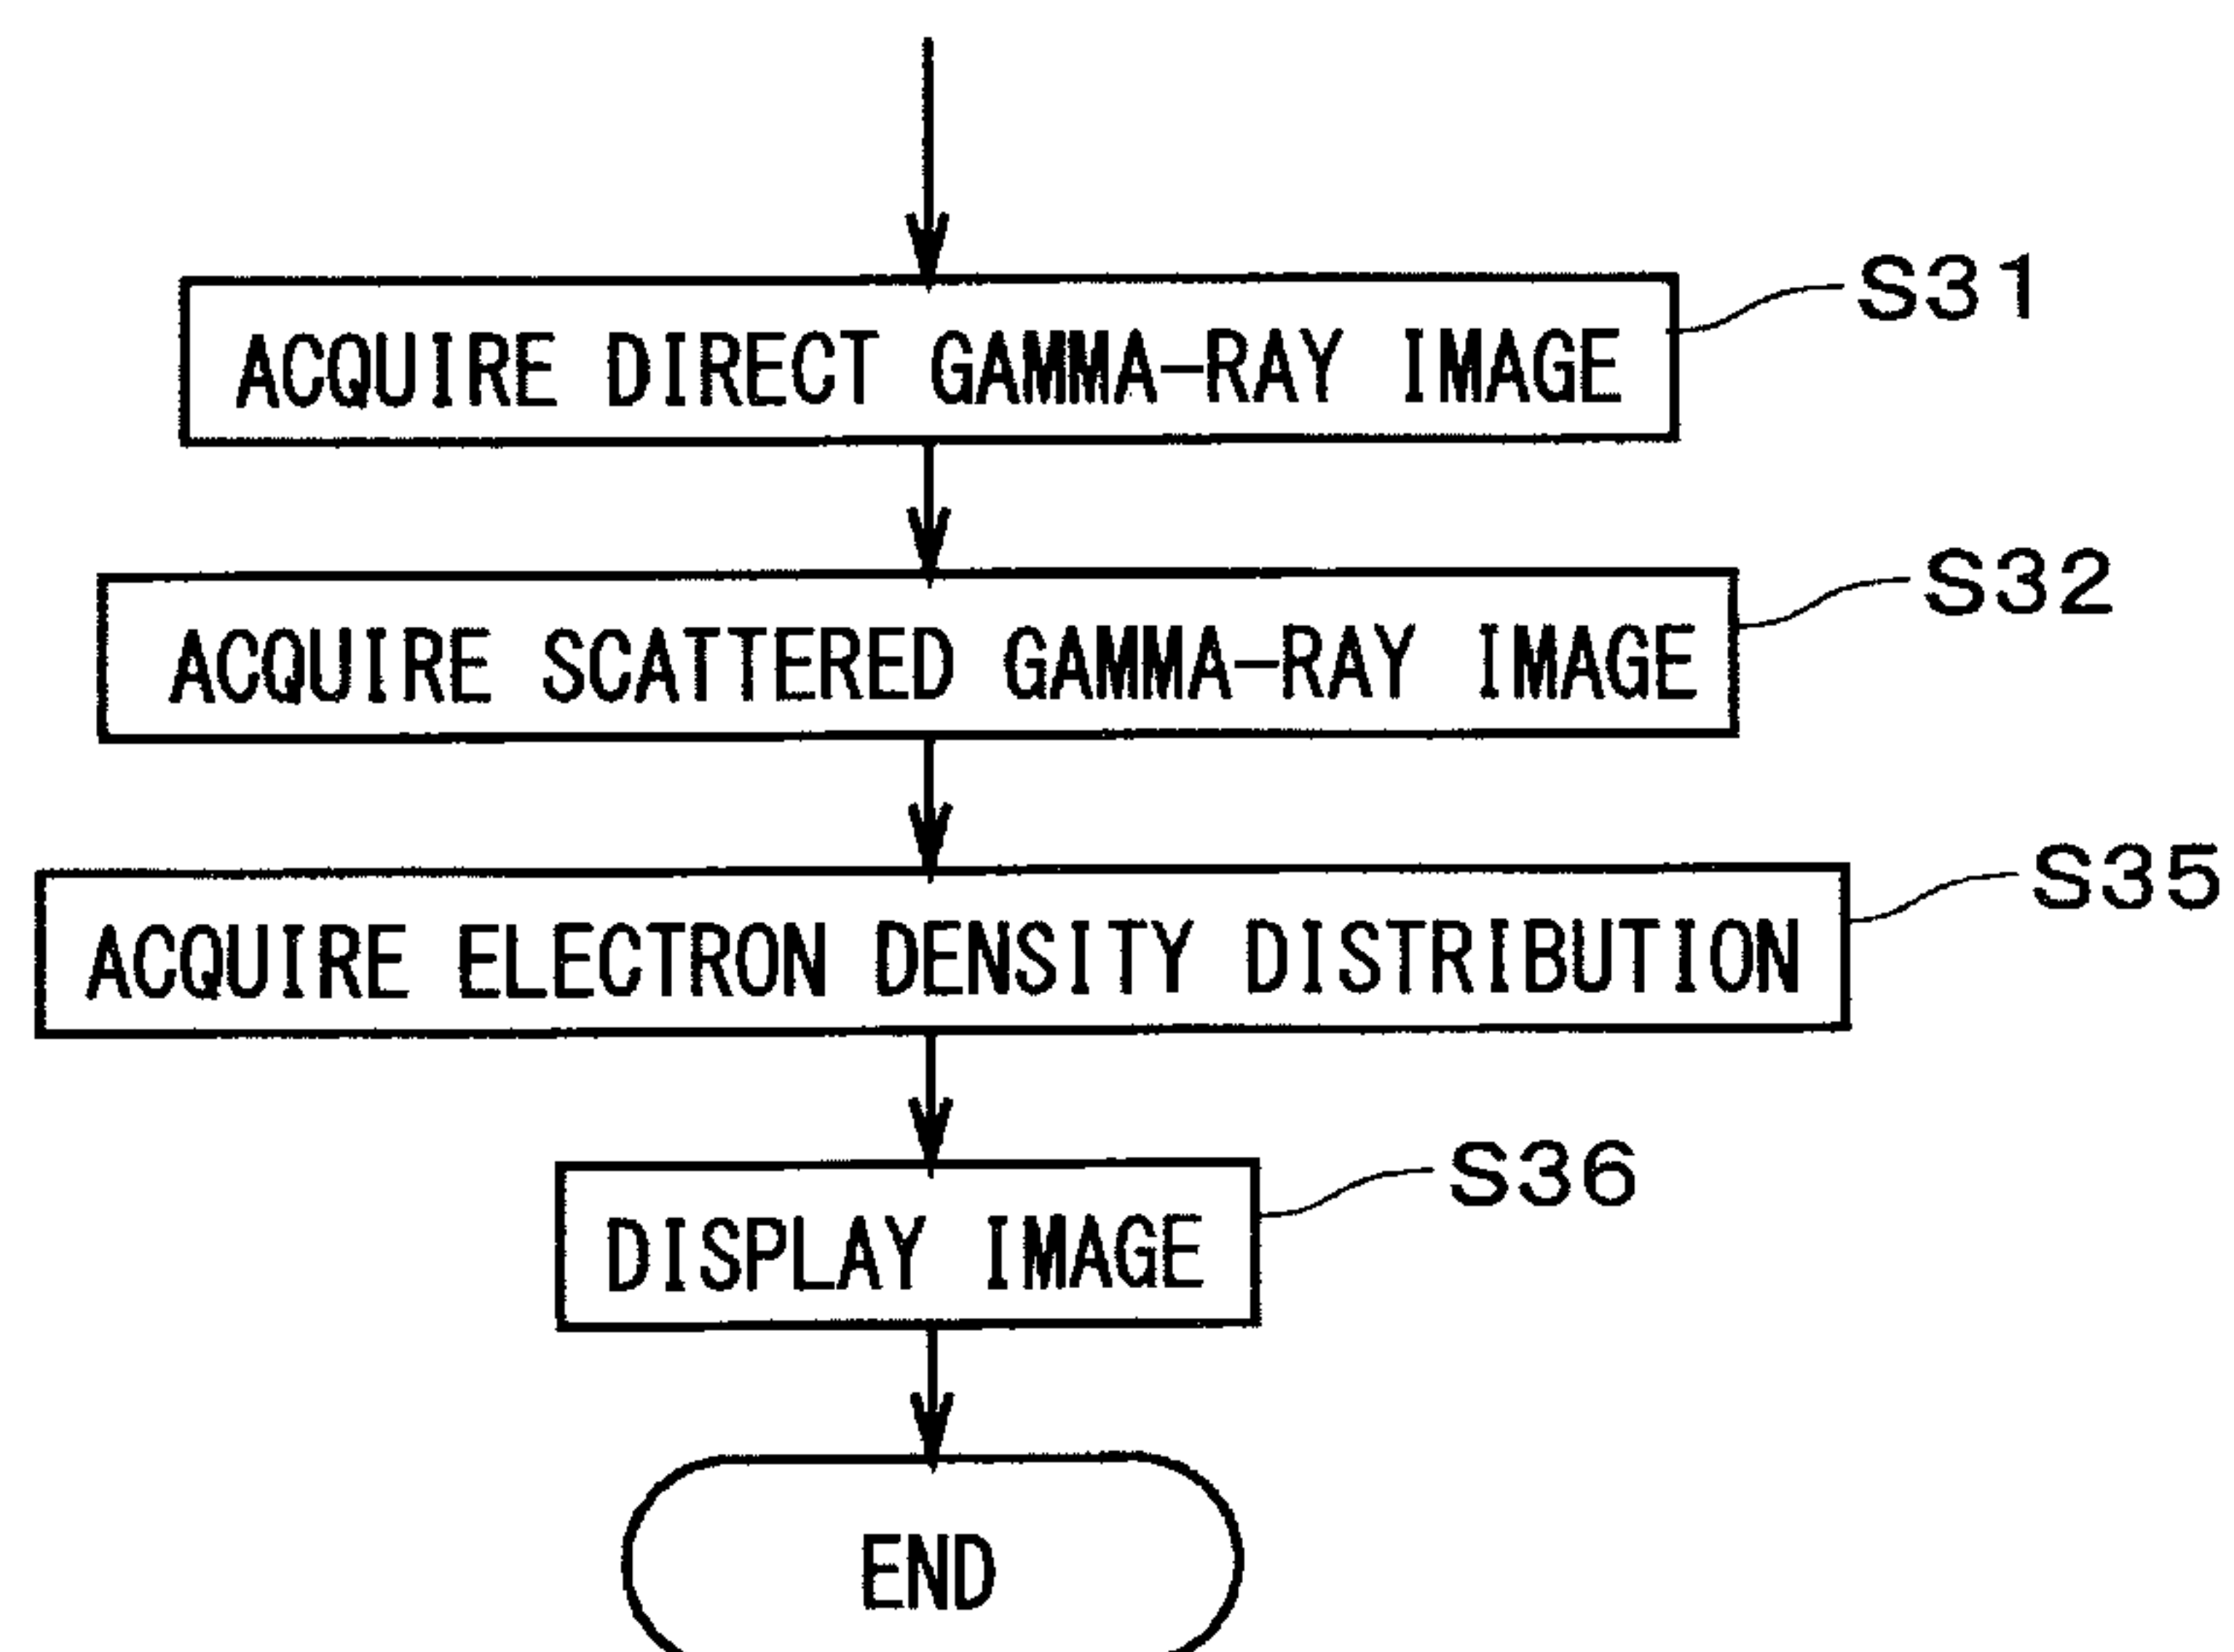 S31
ACQUIRE DIRECT GAMMA-RAY IMAGE
S32
ACQUIRE SCATTERED GAMMA-RAY IMAGE
S35
ACQUIRE ELECTRON DENSITY DISTRIBUTION
S36
DISPLAY IMAGE
END